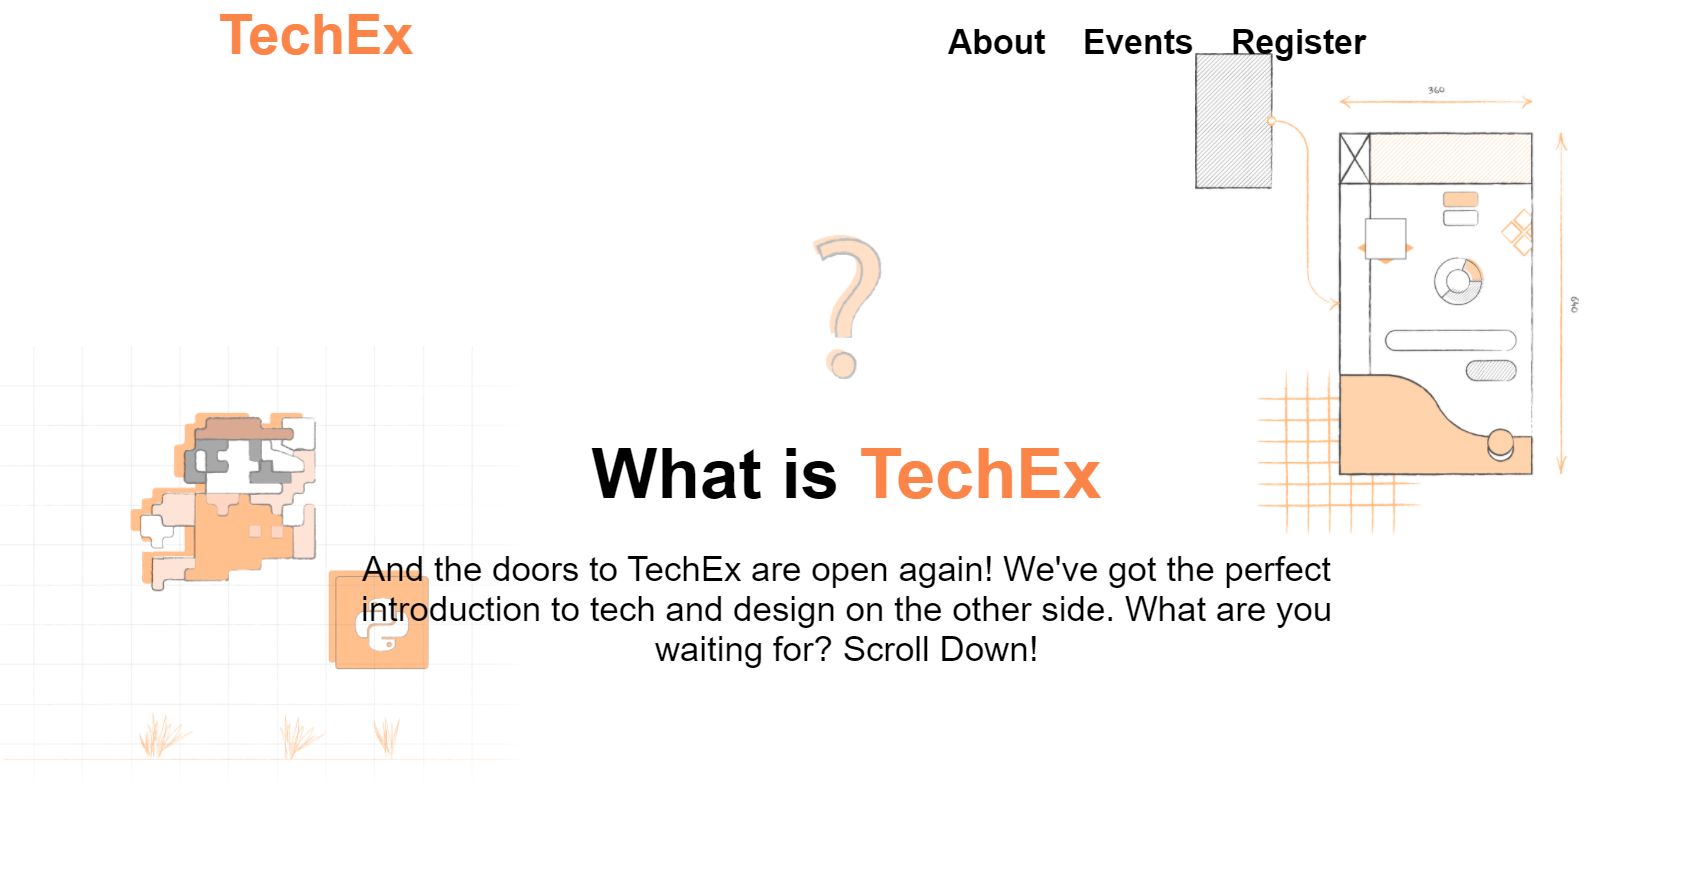 TechEx
About Events Register
360
640
?
What is TechEx
And the doors to TechEx are open again! We've got the perfect
introduction to tech and design on the other side. What are you
waiting for? Scroll Down!